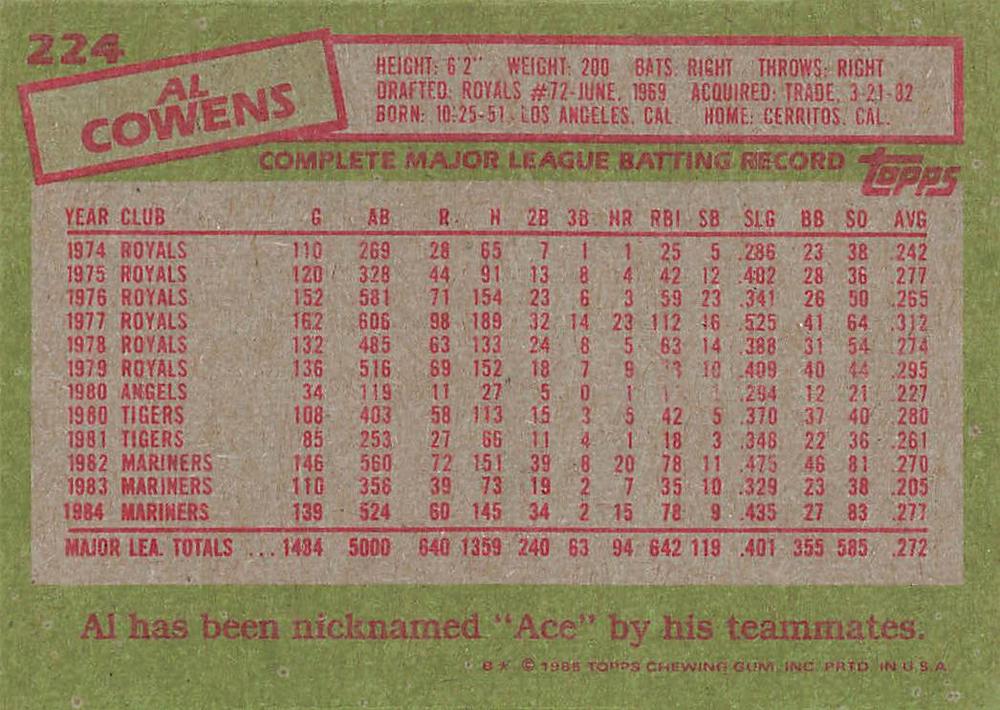 224
AL
COWENS
HEIGHT: 6'2" WEIGHT: 200 BATS: RIGHT THROWS: RIGHT
DRAFTED: ROYALS #72-JUNE, 1969 ACQUIRED: TRADE, 3-21-82
BORN: 10-25-51, LOS ANGELES, CAL. HOME: CERRITOS, CAL.
COMPLETE MAJOR LEAGUE BATTING RECORD
TOPPS
YEAR CLUB G AB R H 2B 3B HR RBI SB SLG BB SO AVG
1974 ROYALS 110 269 28 65 7 1 1 25 5 .286 23 38 .242
1975 ROYALS 120 328 44 91 13 8 4 42 12 .402 28 36 .277
1976 ROYALS 152 581 71 154 23 6 3 59 23 .341 26 50 .265
1977 ROYALS 162 606 98 189 32 14 23 112 16 .525 41 64 .312
1978 ROYALS 132 485 63 133 24 8 5 63 14 .388 31 54 .274
1979 ROYALS 136 516 69 152 18 7 9 10 .409 40 44 .295
1980 ANGELS 34 119 11 27 5 0 1 .294 12 21 .227
1980 TIGERS 108 403 58 113 15 3 5 42 5 .370 37 40 .280
1981 TIGERS 85 253 27 66 11 4 1 18 3 .348 22 36 .261
1982 MARINERS 146 560 72 151 39 8 20 78 11 .475 46 81 .270
1983 MARINERS 110 356 39 73 19 2 7 35 10 .329 23 38 .205
1984 MARINERS 139 524 60 145 34 2 15 78 9 .435 27 83 .277
MAJOR LEA. TOTALS ... 1484 5000 640 1359 240 63 94 642 119 .401 355 585 .272
Al has been nicknamed "Ace" by his teammates.
B* © 1985 TOPPS CHEWING GUM, INC. PRTD. IN U.S.A.